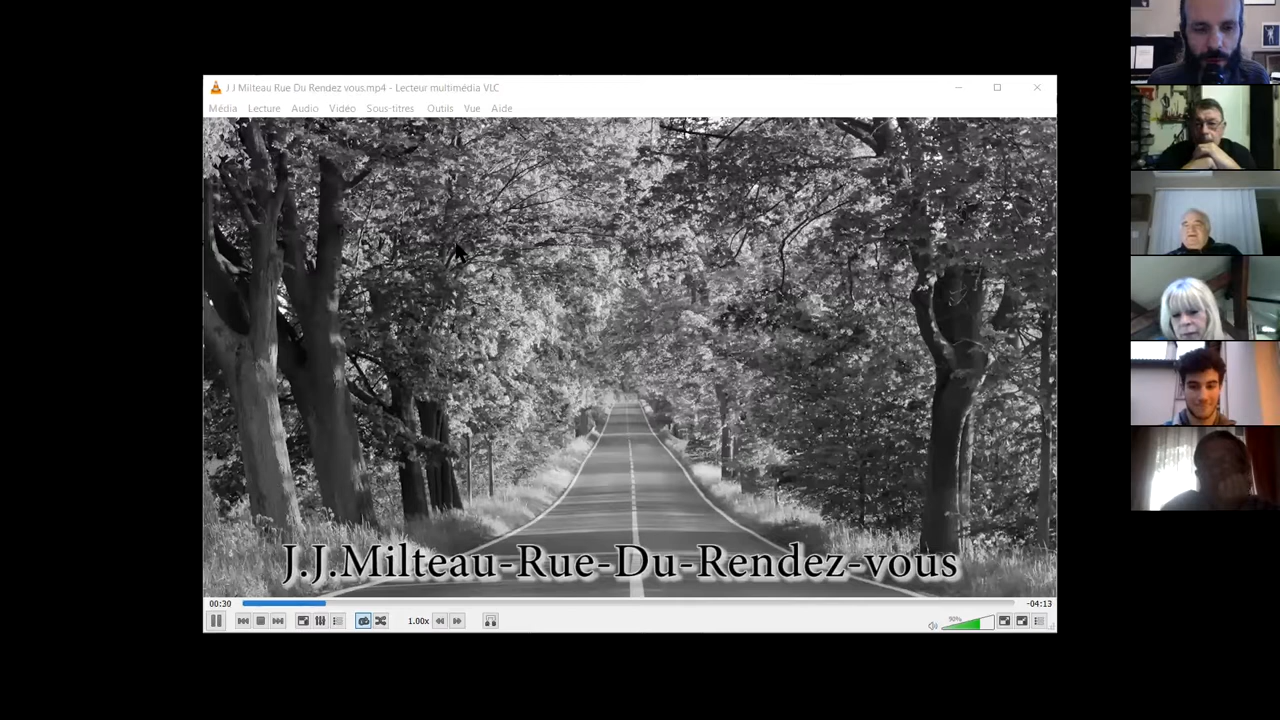 J J Milteau Rue Du Rendez vous.mp4 - Lecteur multimédia VLC
Média Lecture Audio Vidéo Sous-titres Outils Vue Aide
J.J.Milteau-Rue-Du-Rendez-vous
00:30 -04:13
1.00x 90%